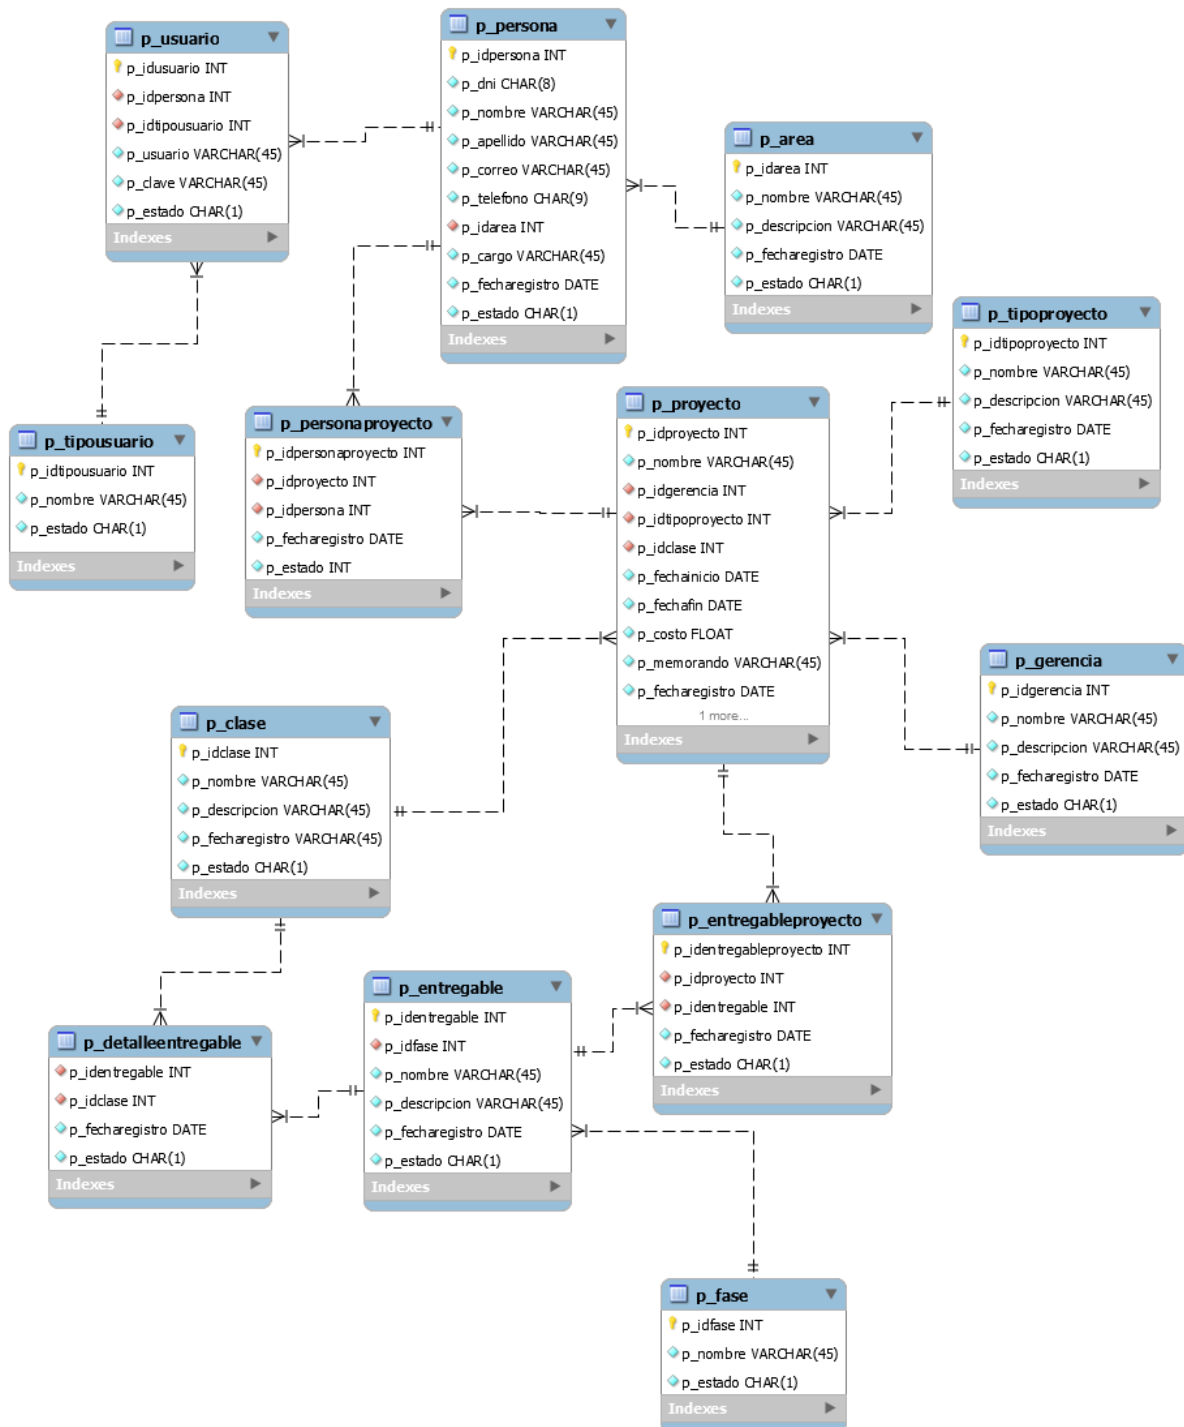 p_usuario
p_idusuario INT
p_idpersona INT
p_idtipousuario INT
p_usuario VARCHAR(45)
p_clave VARCHAR(45)
p_estado CHAR(1)
Indexes
p_persona
p_idpersona INT
p_dni CHAR(8)
p_nombre VARCHAR(45)
p_apellido VARCHAR(45)
p_correo VARCHAR(45)
p_telefono CHAR(9)
p_idarea INT
p_cargo VARCHAR(45)
p_fecharegistro DATE
p_estado CHAR(1)
Indexes
p_area
p_idarea INT
p_nombre VARCHAR(45)
p_descripcion VARCHAR(45)
p_fecharegistro DATE
p_estado CHAR(1)
Indexes
p_tipoproyecto
p_idtipoproyecto INT
p_nombre VARCHAR(45)
p_descripcion VARCHAR(45)
p_fecharegistro DATE
p_estado CHAR(1)
Indexes
p_tipousuario
p_idtipousuario INT
p_nombre VARCHAR(45)
p_estado CHAR(1)
Indexes
p_personaproyecto
p_idpersonaproyecto INT
p_idproyecto INT
p_idpersona INT
p_fecharegistro DATE
p_estado INT
Indexes
p_proyecto
p_idproyecto INT
p_nombre VARCHAR(45)
p_idgerencia INT
p_idtipoproyecto INT
p_idclase INT
p_fechainicio DATE
p_fechafin DATE
p_costo FLOAT
p_memorando VARCHAR(45)
p_fecharegistro DATE
1 more...
Indexes
p_gerencia
p_idgerencia INT
p_nombre VARCHAR(45)
p_descripcion VARCHAR(45)
p_fecharegistro DATE
p_estado CHAR(1)
Indexes
p_clase
p_idclase INT
p_nombre VARCHAR(45)
p_descripcion VARCHAR(45)
p_fecharegistro VARCHAR(45)
p_estado CHAR(1)
Indexes
p_entregableproyecto
p_identregableproyecto INT
p_idproyecto INT
p_identregable INT
p_fecharegistro DATE
p_estado CHAR(1)
Indexes
p_entregable
p_identregable INT
p_idfase INT
p_nombre VARCHAR(45)
p_descripcion VARCHAR(45)
p_fecharegistro DATE
p_estado CHAR(1)
Indexes
p_detalleentregable
p_identregable INT
p_idclase INT
p_fecharegistro DATE
p_estado CHAR(1)
Indexes
p_fase
p_idfase INT
p_nombre VARCHAR(45)
p_estado CHAR(1)
Indexes